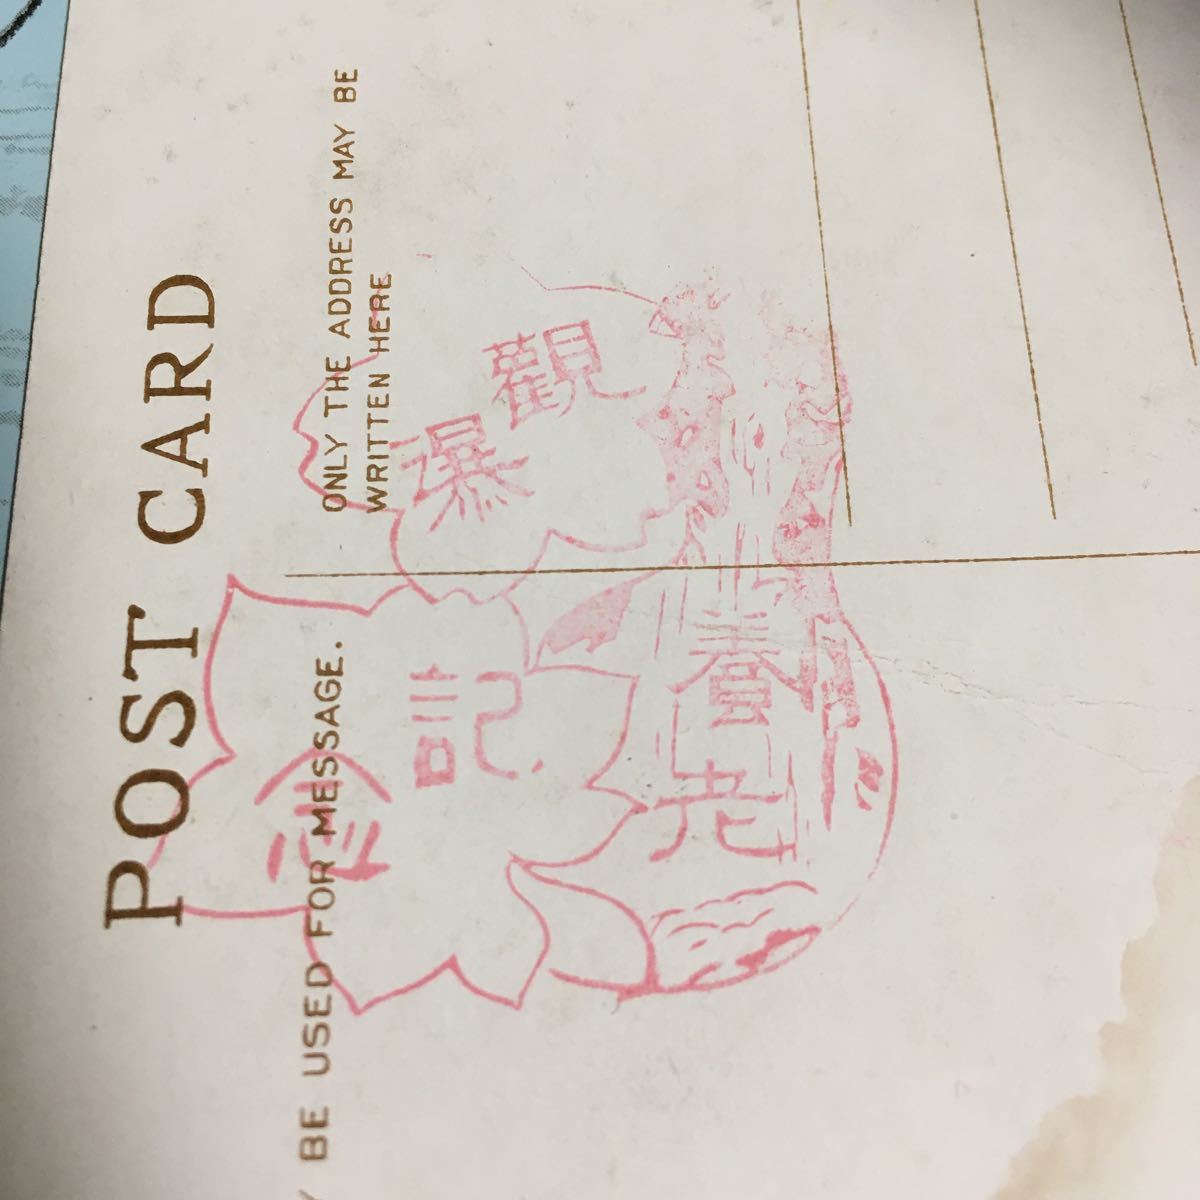 POST CARD
ONLY THE ADDRESS MAY BE
WRITTEN HERE
BE USED FOR MESSAGE.
觀瀑
記念
養老